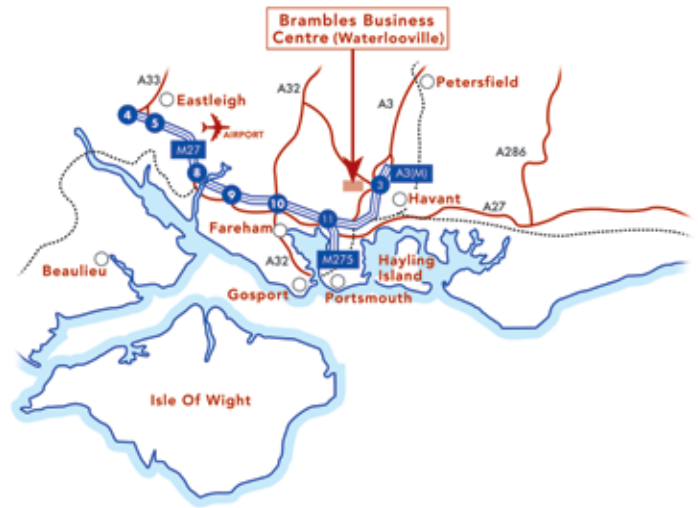 Brambles Business
Centre (Waterlooville)
A33
Eastleigh
A32
A3
Petersfield
4
5
AIRPORT
M27
A286
8
A3(M)
3
9
10
Havant
A27
11
Fareham
A32
M275
Hayling
Island
Beaulieu
Gosport
Portsmouth
Isle Of Wight